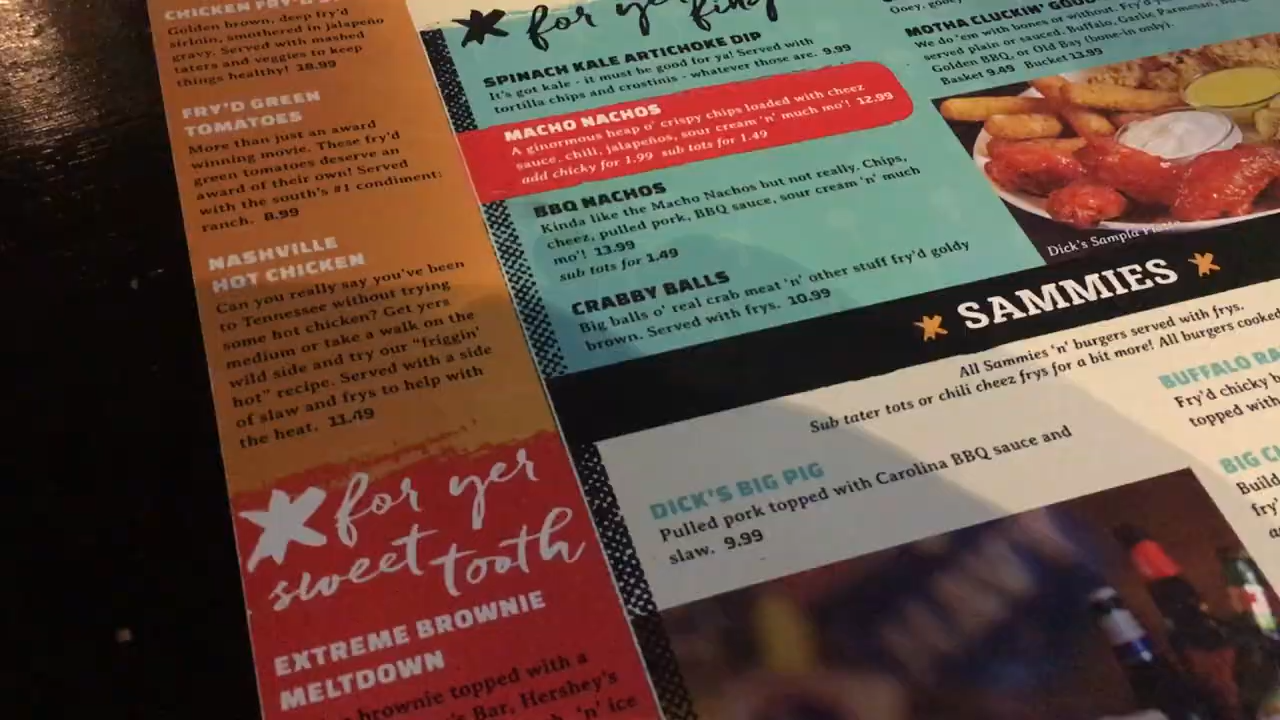 CHICKEN FRY'D
Golden brown, deep fry'd
sirloin, smothered in jalapeño
gravy. Served with mashed
taters and veggies to keep
things healthy! 18.99
FRY'D GREEN
TOMATOES
More than just an award
winning movie. These fry'd
green tomatoes deserve an
award of their own! Served
with the south's #1 condiment:
ranch. 8.99
NASHVILLE
HOT CHICKEN
Can you really say you've been
to Tennessee without trying
some hot chicken? Get yers
medium or take a walk on the
wild side and try our "friggin'
hot" recipe. Served with a side
of slaw and frys to help with
the heat. 11.49
for yer
sweet tooth
EXTREME BROWNIE
MELTDOWN
brownie topped with a
Bar, Hershey's
'n' ice
for yer
SPINACH KALE ARTICHOKE DIP
It's got kale - it must be good for ya! Served with
tortilla chips and crostinis - whatever those are. 9.99
MACHO NACHOS
A ginormous heap o' crispy chips loaded with cheez
sauce, chili, jalapeños, sour cream 'n' much mo'! 12.99
add chicky for 1.99 sub tots for 1.49
BBQ NACHOS
Kinda like the Macho Nachos but not really. Chips,
cheez, pulled pork, BBQ sauce, sour cream 'n' much
mo'! 13.99
sub tots for 1.49
CRABBY BALLS
Big balls o' real crab meat 'n' other stuff fry'd goldy
brown. Served with frys. 10.99
Ooey, gooey,
MOTHA CLUCKIN'
We do 'em with bones or without. Fry'd
served plain or sauced. Buffalo, Garlic Parmesan,
Golden BBQ, or Old Bay (bone-in only).
Basket 9.49 Bucket 13.99
Dick's Sampla
SAMMIES
All Sammies 'n' burgers served with frys.
Sub tater tots or chili cheez frys for a bit more! All burgers cooked
DICK'S BIG PIG
Pulled pork topped with Carolina BBQ sauce and
slaw. 9.99
BUFFALO
Fry'd chicky
topped with
BIG
Build
fry'